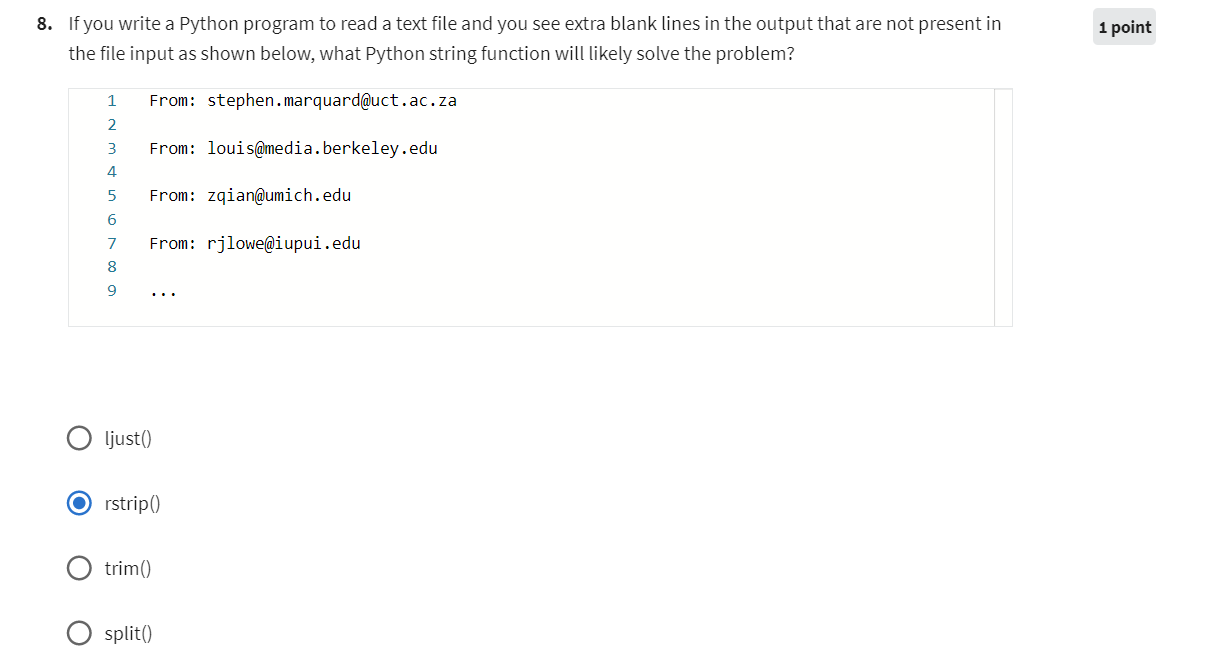 8. If you write a Python program to read a text file and you see extra blank lines in the output that are not present in
the file input as shown below, what Python string function will likely solve the problem?
1 point
1 From: stephen.marquard@uct.ac.za
2
3 From: louis@media.berkeley.edu
4
5 From: zqian@umich.edu
6
7 From: rjlowe@iupui.edu
8
9 ...
ljust()
rstrip()
trim()
split()